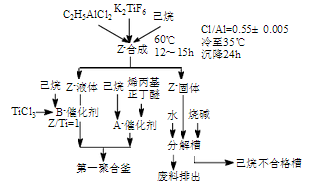 C₂H₅AlCl₂ K₂TiF₆ 己烷
Cl/Al=0.55± 0.005
60℃
冷至35℃
Z-合成
12～15h
沉降24h
己烷 Z-液体 己烷 烯丙基
正丁醚
Z-固体
TiCl₃
B-催化剂
Z/Ti=1
A-催化剂
水 烧碱
分解槽
第一聚合釜
己烷不合格槽
废料排出